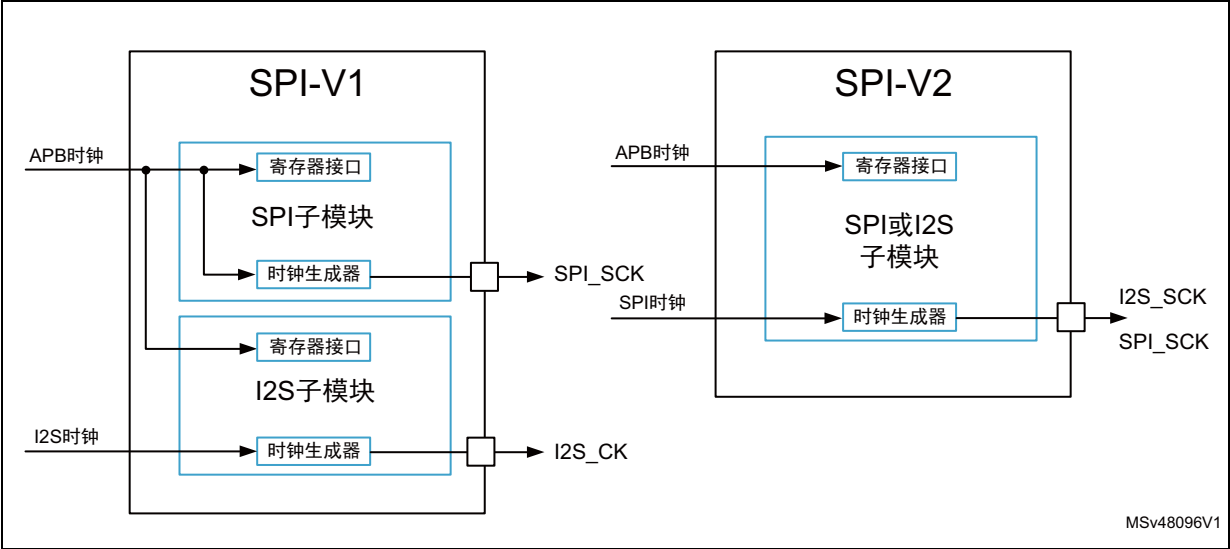 SPI-V1
APB时钟
寄存器接口
SPI子模块
时钟生成器
SPI_SCK
寄存器接口
I2S子模块
I2S时钟
时钟生成器
I2S_CK
SPI-V2
APB时钟
寄存器接口
SPI或I2S
子模块
SPI时钟
时钟生成器
I2S_SCK
SPI_SCK
MSv48096V1